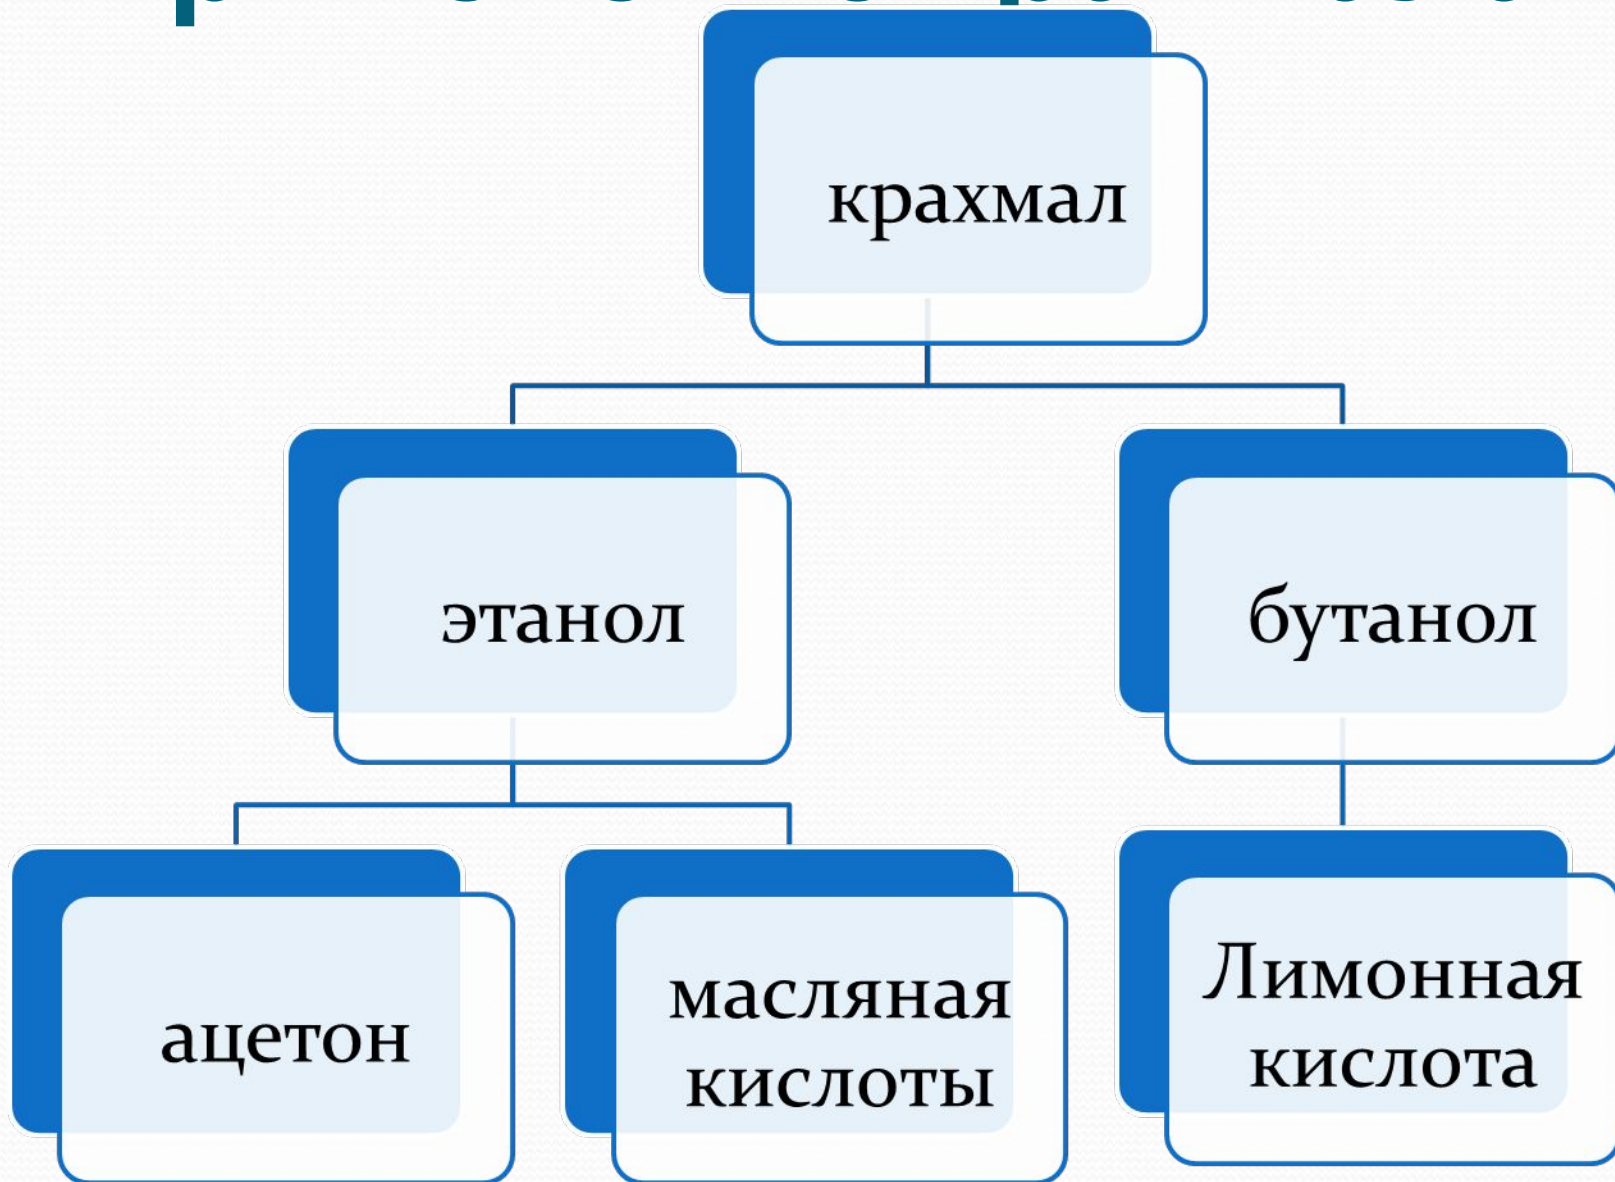 крахмал
этанол
бутанол
ацетон
масляная
кислоты
Лимонная
кислота